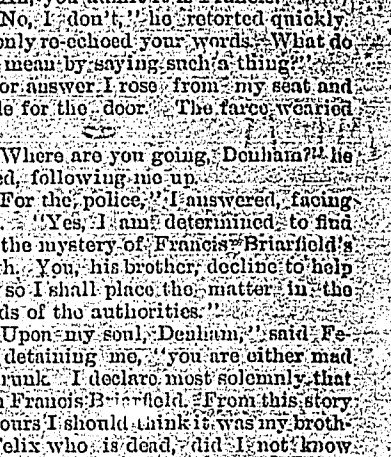 No, I don't," he retorted quickly.
only re-echoed your words. What do
mean by saying such a thing?"
or answer I rose from my seat and
le for the door. The farce wearied
Where are you going, Denham?" he
ed, following me up.
For the police," I answered, facing
"Yes, I am determined to find
the mystery of Francis Briarfield's
h. You, his brother, decline to help
so I shall place the matter in the
ds of the authorities."
Upon my soul, Denham," said Fe-
detaining me, "you are either mad
runk. I declare most solemnly that
Francis Briarfield. From this story
ours I should think it was my broth-
elix who is dead, did I not know